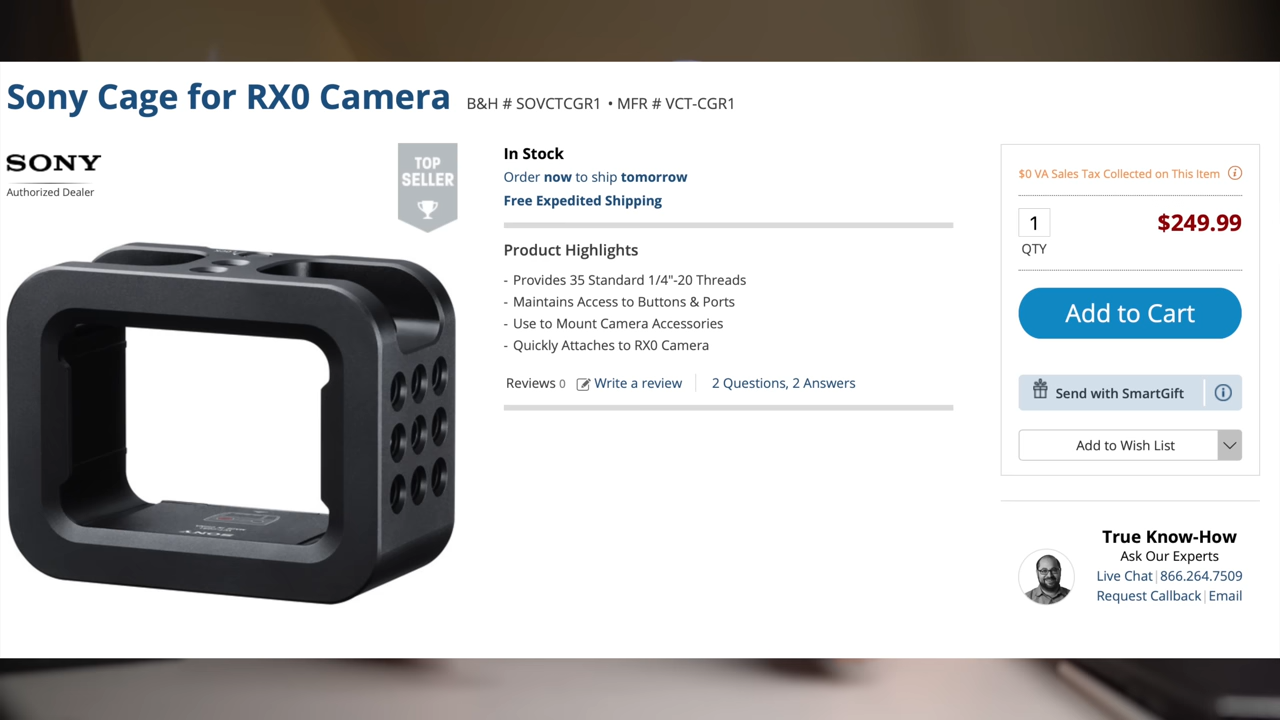 Sony Cage for RX0 Camera B&H # SOVCTCGR1 • MFR # VCT-CGR1
SONY
Authorized Dealer
TOP
SELLER
In Stock
Order now to ship tomorrow
Free Expedited Shipping
Product Highlights
- Provides 35 Standard 1/4"-20 Threads
- Maintains Access to Buttons & Ports
- Use to Mount Camera Accessories
- Quickly Attaches to RX0 Camera
Reviews 0 Write a review 2 Questions, 2 Answers
$0 VA Sales Tax Collected on This Item
1 $249.99
QTY
Add to Cart
Send with SmartGift
Add to Wish List
True Know-How
Ask Our Experts
Live Chat | 866.264.7509
Request Callback | Email
SONY